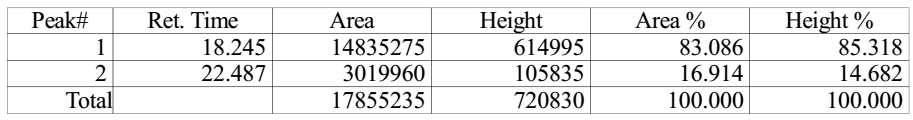 Peak# Ret. Time Area Height Area % Height %
1 18.245 14835275 614995 83.086 85.318
2 22.487 3019960 105835 16.914 14.682
Total 17855235 720830 100.000 100.000